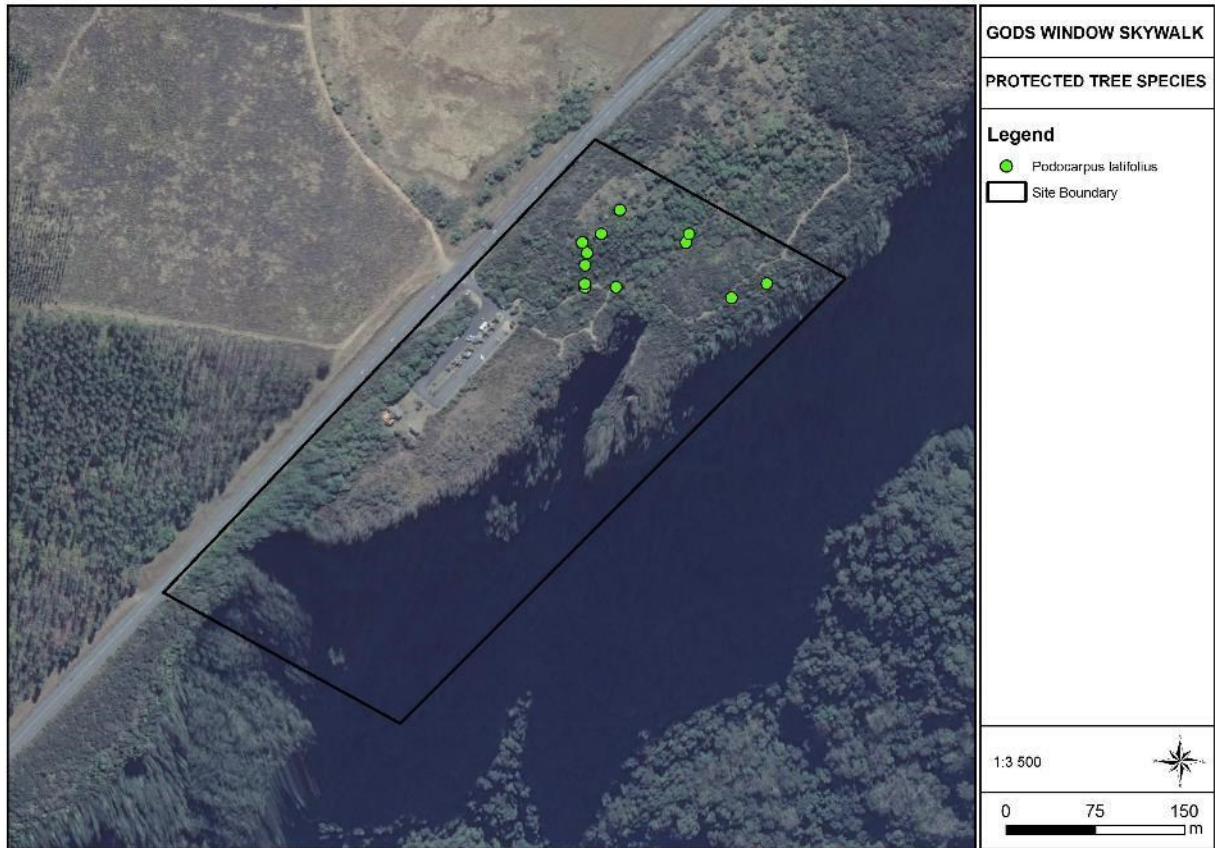 GODS WINDOW SKYWALK
PROTECTED TREE SPECIES
Legend
Podocarpus latifolius
Site Boundary
1:3 500
0 75 150
m